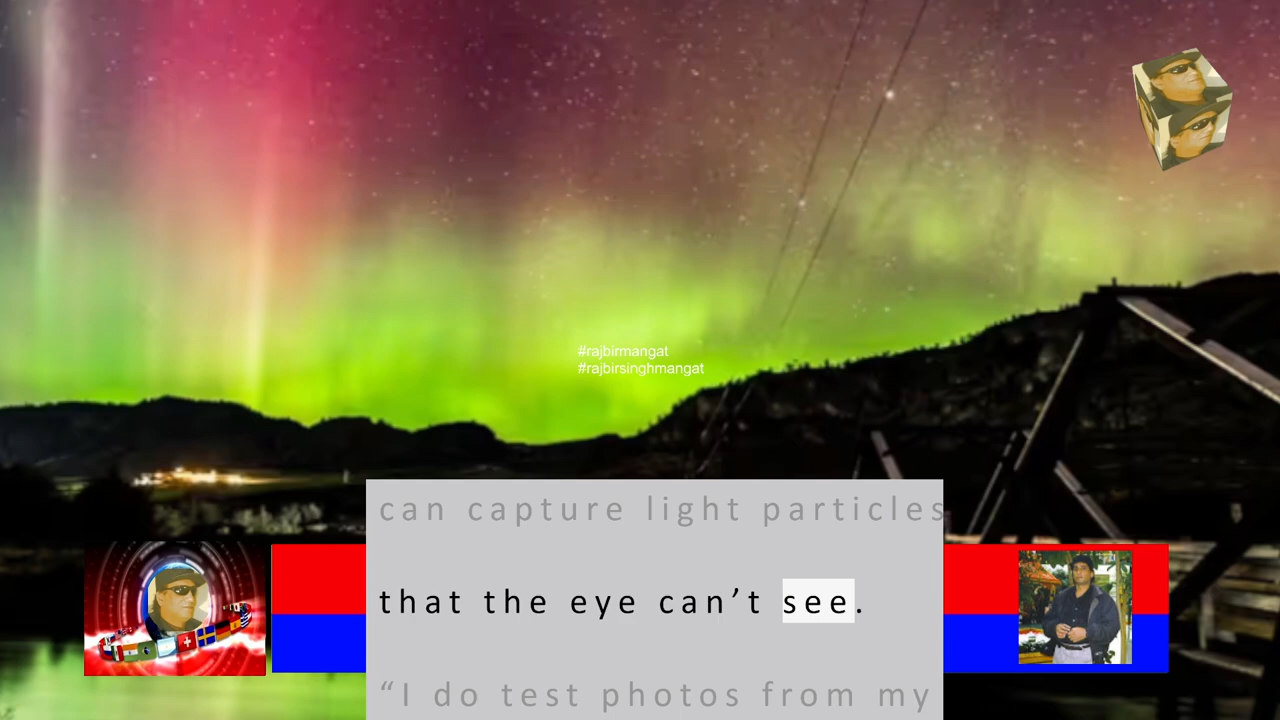 #rajbirmangat
#rajbirsinghmangat
can capture light particles
that the eye can’t see.
“I do test photos from my